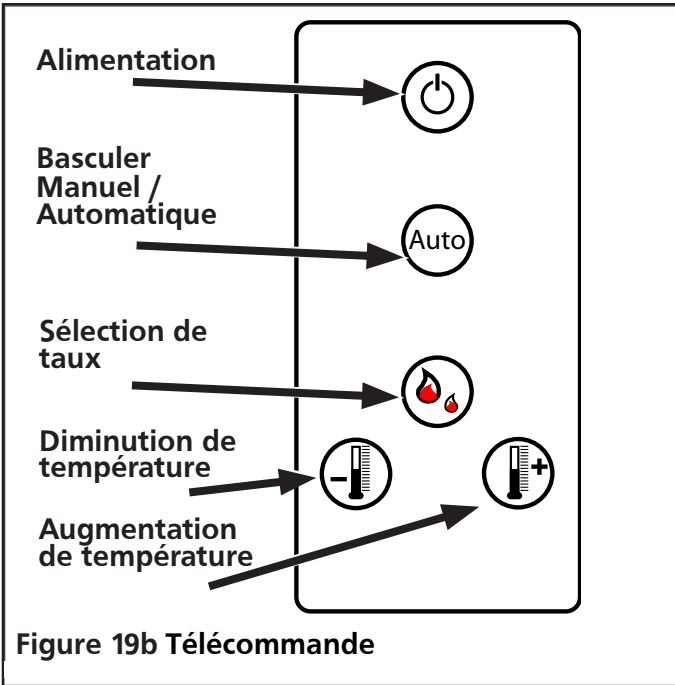 Alimentation
Basculer
Manuel /
Automatique
Auto
Sélection de
taux
Diminution de
température
–
+
Augmentation
de température
Figure 19b Télécommande